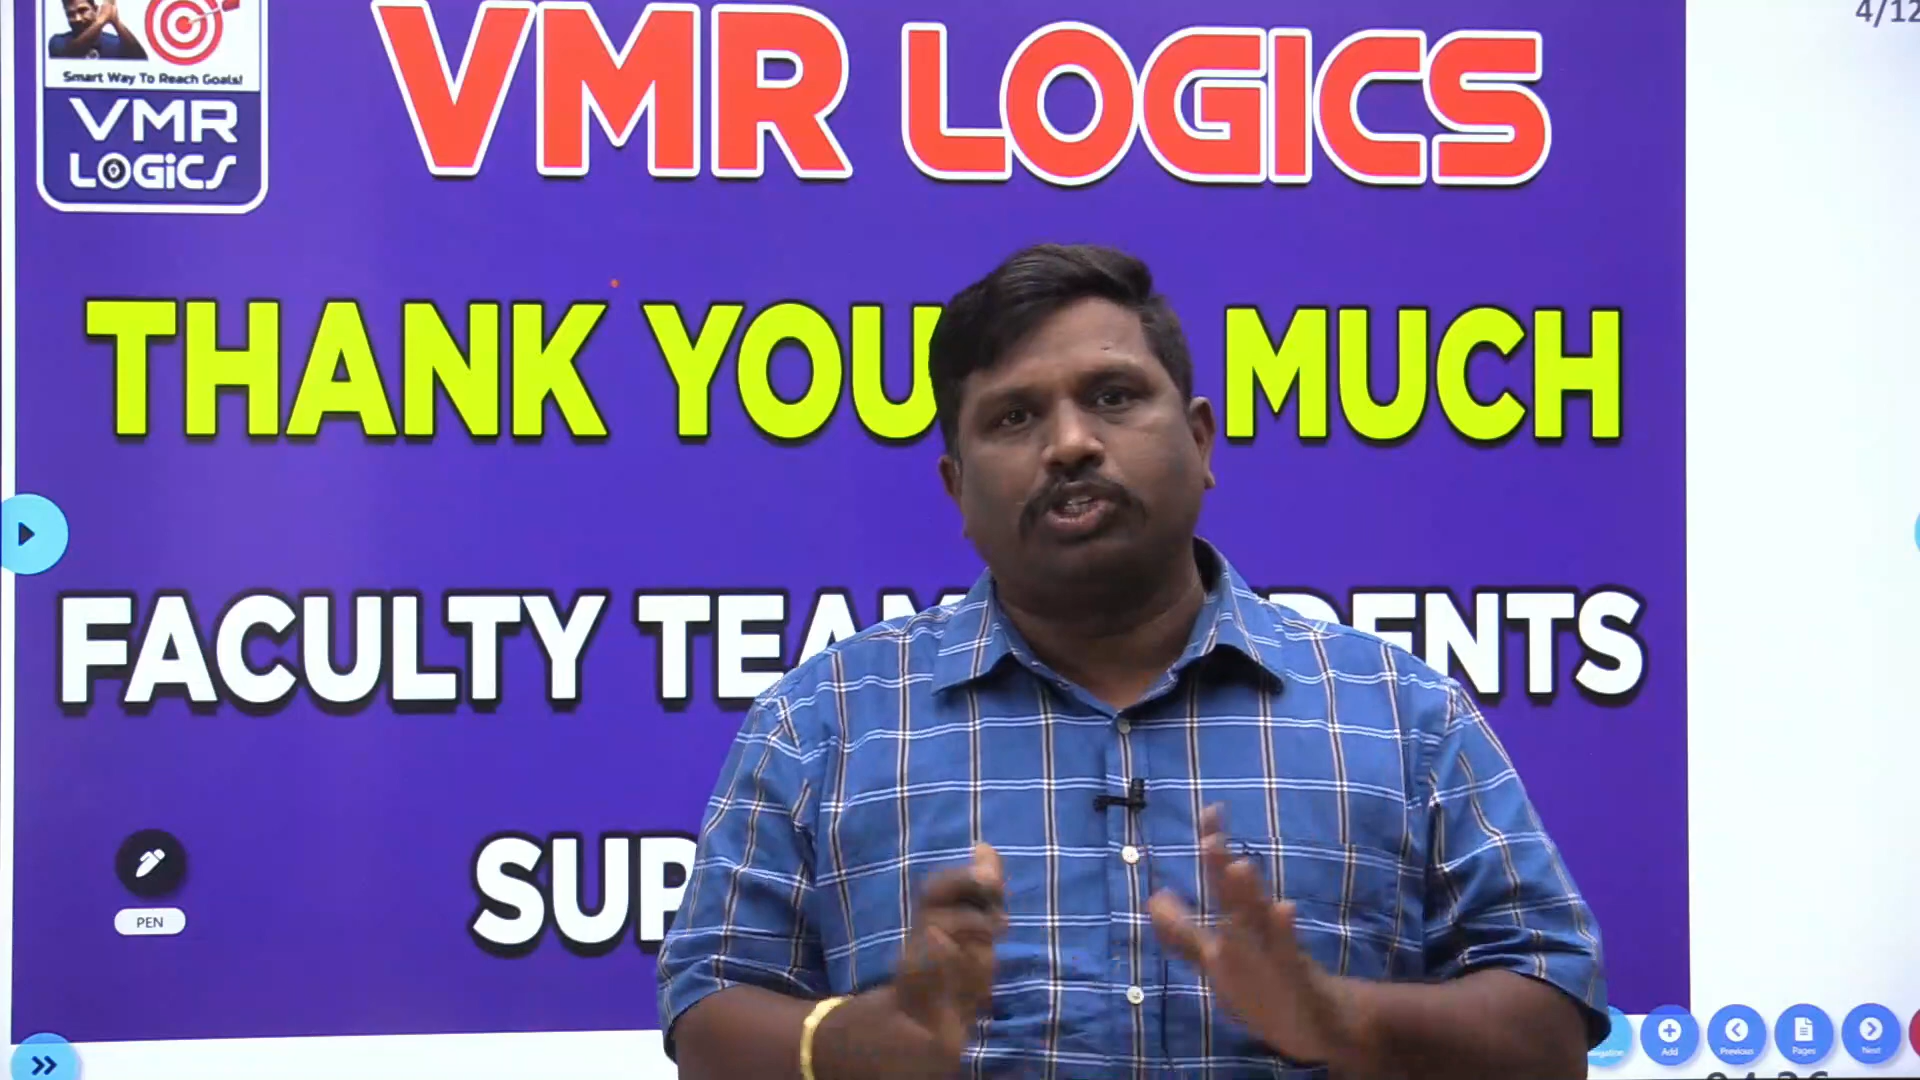 4/12
Smart Way To Reach Goals!
VMR
LOGiCS
VMR LOGICS
THANK YOU MUCH
FACULTY
SUP
PEN
Add
Previous
Pages
Next